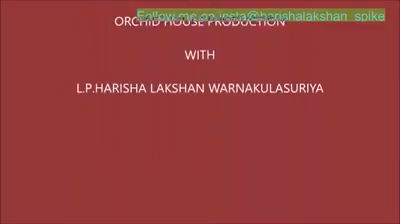 Follow me on insta@harishalakshan_spike
ORCHID HOUSE PRODUCTION
WITH
L.P.HARISHA LAKSHAN WARNAKULASURIYA